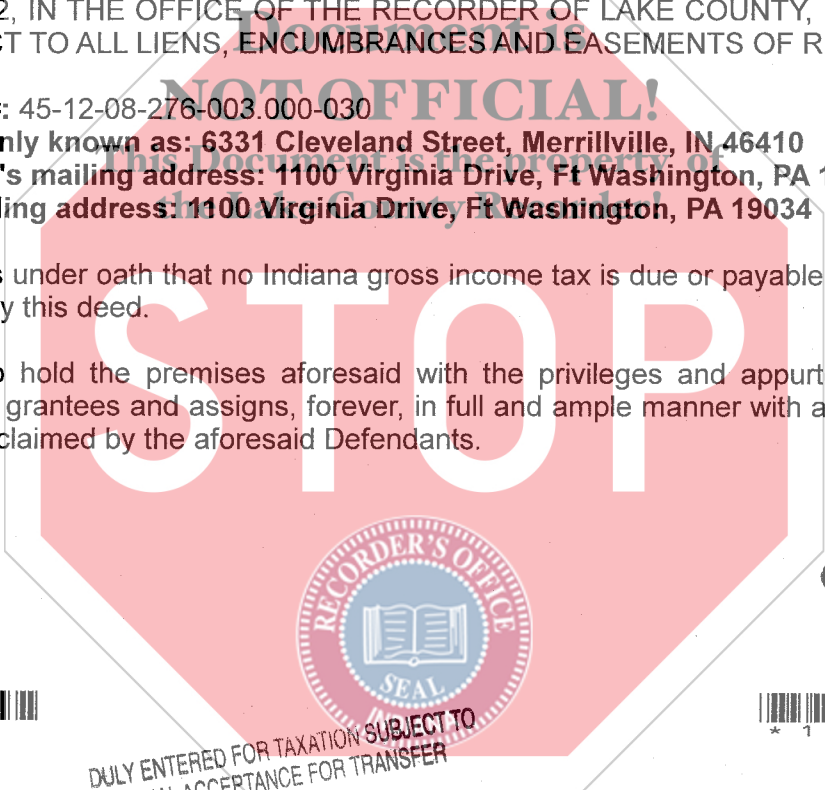 2, IN THE OFFICE OF THE RECORDER OF LAKE COUNTY,
CT TO ALL LIENS, ENCUMBRANCES AND EASEMENTS OF R
Document is
NOT OFFICIAL!
This Document is the property of
the Lake County Recorder!
: 45-12-08-276-003.000-030
nly known as: 6331 Cleveland Street, Merrillville, IN 46410
's mailing address: 1100 Virginia Drive, Ft Washington, PA 1
ling address: 1100 Virginia Drive, Ft Washington, PA 19034
s under oath that no Indiana gross income tax is due or payable
y this deed.
o hold the premises aforesaid with the privileges and appurt
grantees and assigns, forever, in full and ample manner with a
claimed by the aforesaid Defendants.
STOP
RECORDER'S OFFICE
SEAL
* 1
DULY ENTERED FOR TAXATION SUBJECT TO
ACCEPTANCE FOR TRANSFER